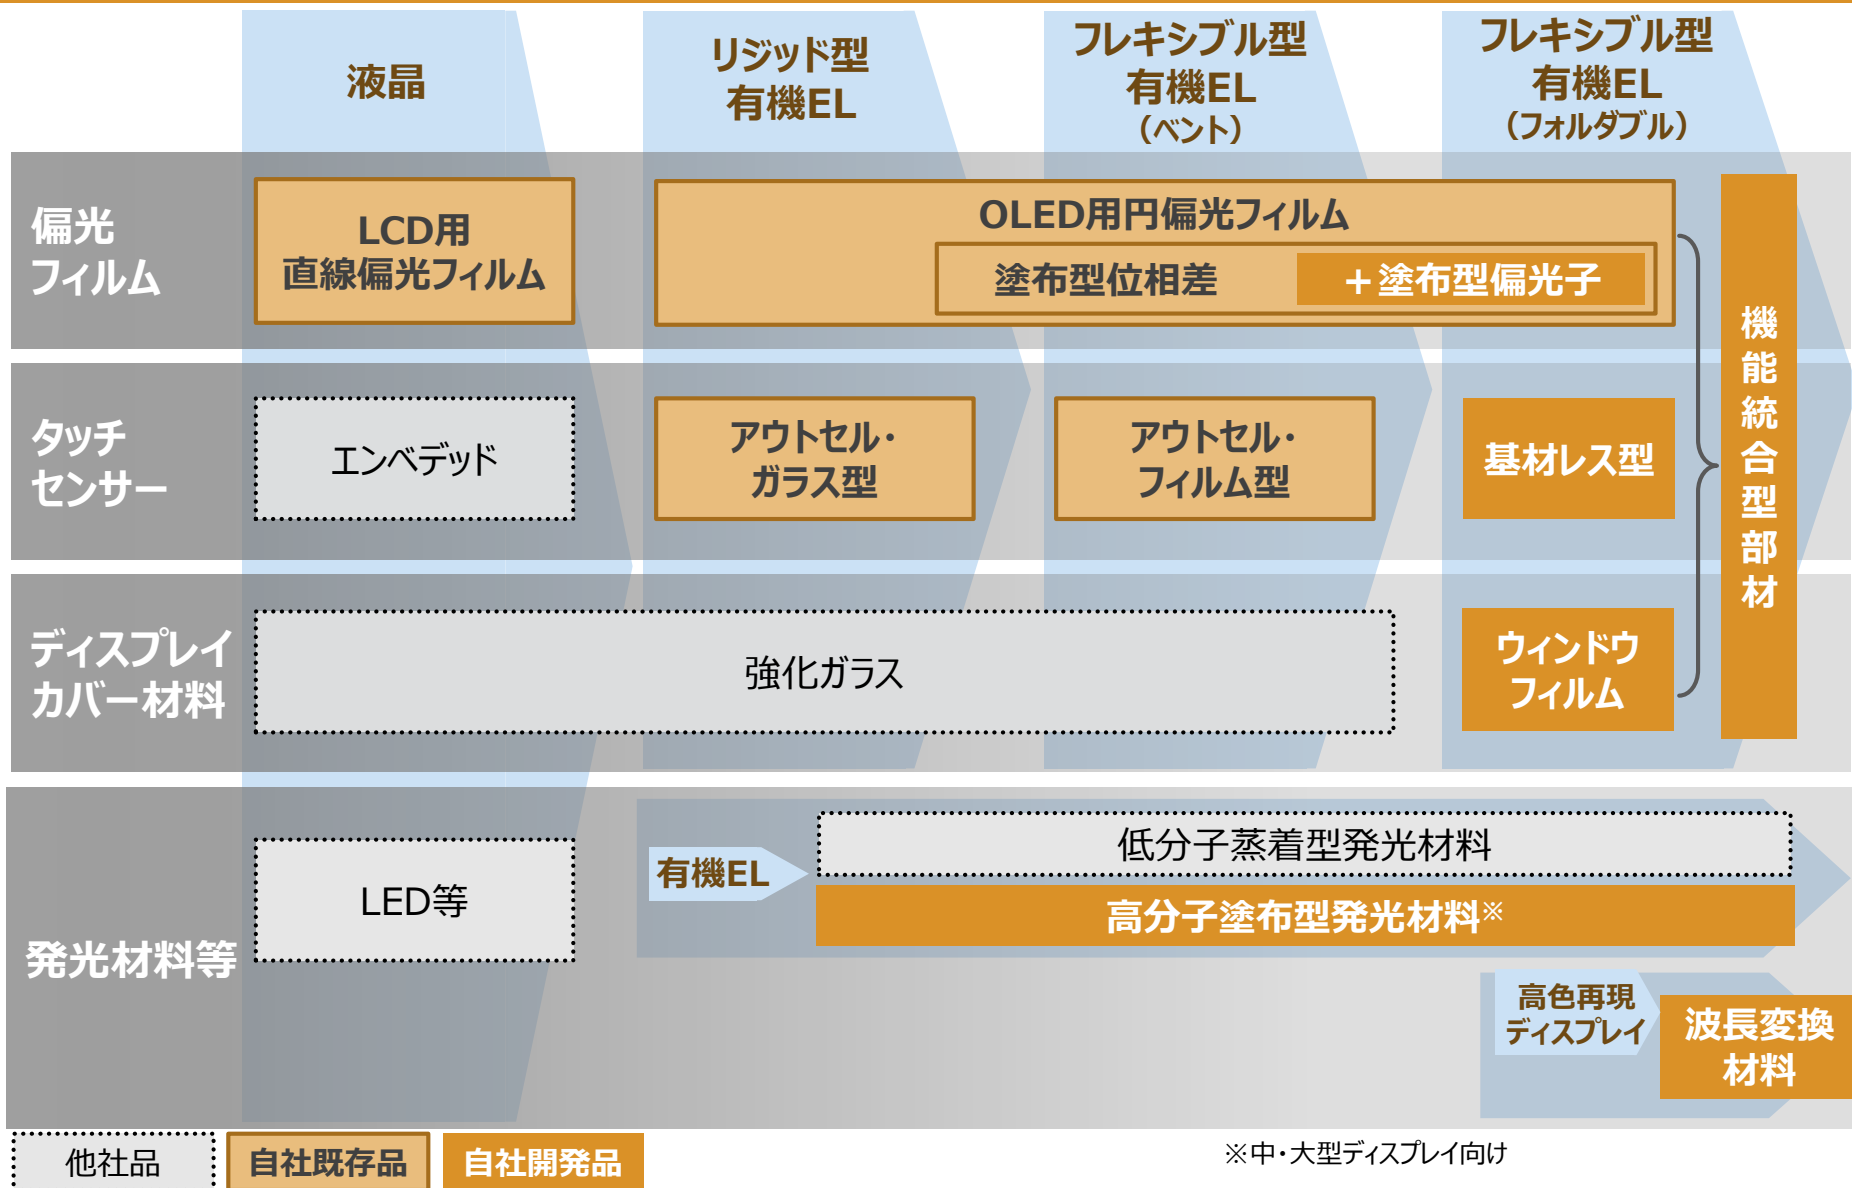 液晶
リジッド型
有機EL
フレキシブル型
有機EL
（ベント）
フレキシブル型
有機EL
（フォルダブル）
偏光
フィルム
LCD用
直線偏光フィルム
OLED用円偏光フィルム
塗布型位相差
＋塗布型偏光子
機
能
統
合
型
部
材
タッチ
センサー
エンベデッド
アウトセル・
ガラス型
アウトセル・
フィルム型
基材レス型
ディスプレイ
カバー材料
強化ガラス
ウィンドウ
フィルム
発光材料等
LED等
有機EL
低分子蒸着型発光材料
高分子塗布型発光材料※
高色再現
ディスプレイ
波長変換
材料
他社品
自社既存品
自社開発品
※中・大型ディスプレイ向け